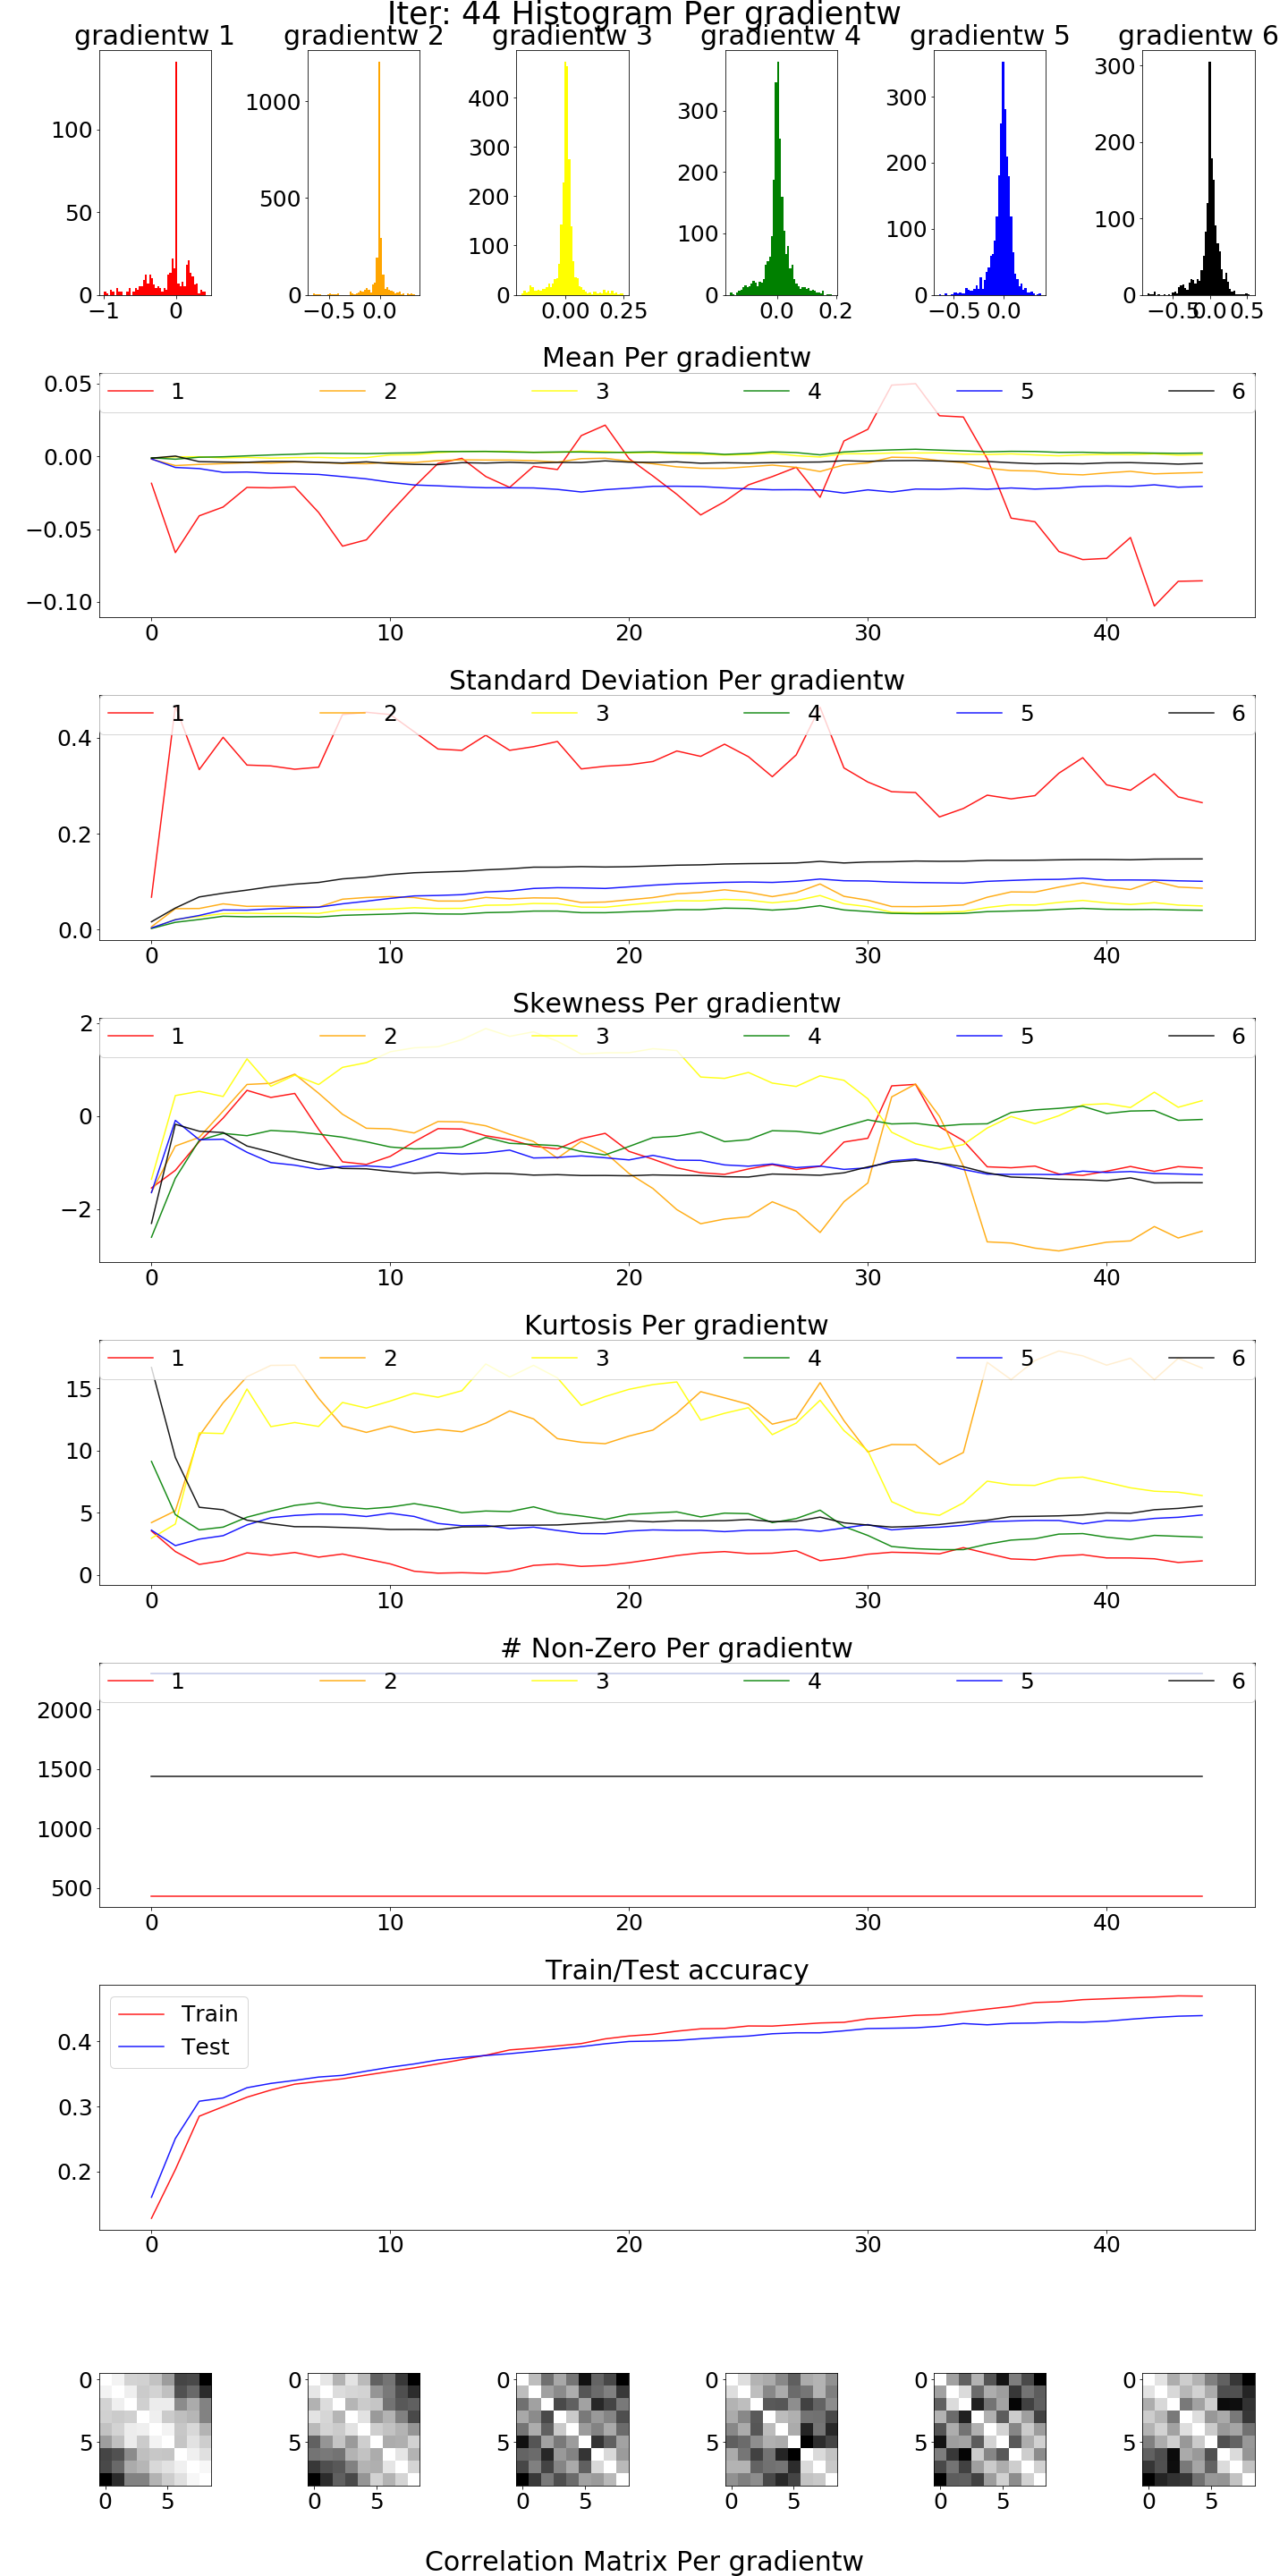 Iter: 44 Histogram Per gradientw
gradientw 1 gradientw 2 gradientw 3 gradientw 4 gradientw 5 gradientw 6
100
50
0
−1 0
1000
500
0
−0.5 0.0
400
300
200
100
0
0.00 0.25
300
200
100
0
0.0 0.2
300
200
100
0
−0.5 0.0
300
200
100
0
−0.5 0.0 0.5
Mean Per gradientw
1 2 3 4 5 6
0.05
0.00
−0.05
−0.10
0 10 20 30 40
Standard Deviation Per gradientw
1 2 3 4 5 6
0.4
0.2
0.0
0 10 20 30 40
Skewness Per gradientw
1 2 3 4 5 6
2
0
−2
0 10 20 30 40
Kurtosis Per gradientw
1 2 3 4 5 6
15
10
5
0
0 10 20 30 40
# Non-Zero Per gradientw
1 2 3 4 5 6
2000
1500
1000
500
0 10 20 30 40
Train/Test accuracy
Train
Test
0.4
0.3
0.2
0 10 20 30 40
0 0 0 0 0 0
5 5 5 5 5 5
0 5 0 5 0 5 0 5 0 5 0 5
Correlation Matrix Per gradientw